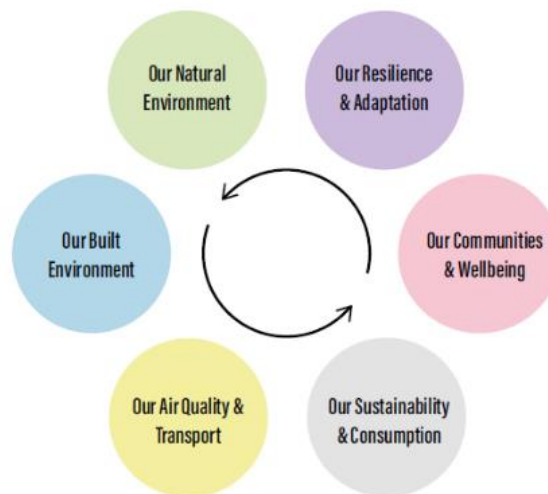 Our Natural
Environment
Our Resilience
& Adaptation
Our Built
Environment
Our Communities
& Wellbeing
Our Air Quality &
Transport
Our Sustainability
& Consumption